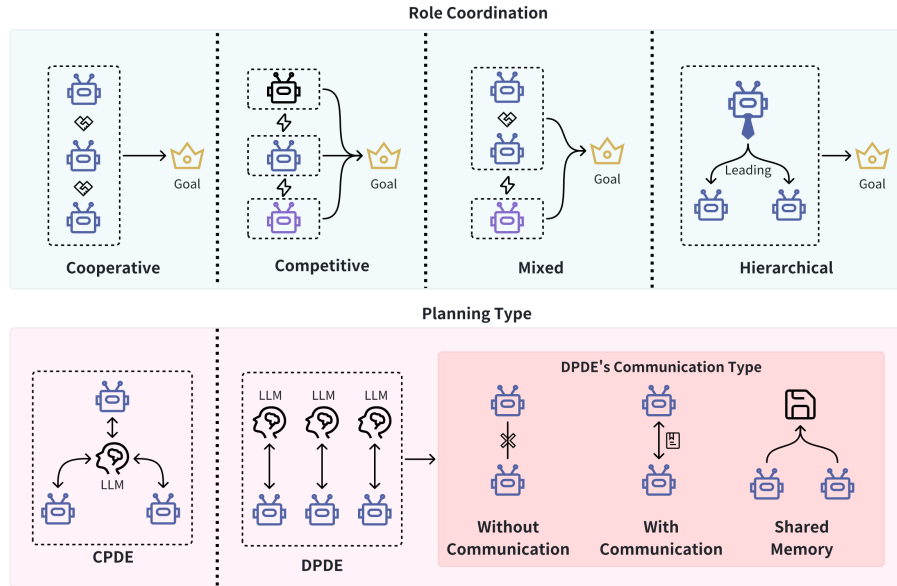 Role Coordination
Goal
Goal
Goal
Leading
Goal
Cooperative
Competitive
Mixed
Hierarchical
Planning Type
LLM
CPDE
LLM
LLM
LLM
DPDE
DPDE's Communication Type
Without
Communication
With
Communication
Shared
Memory